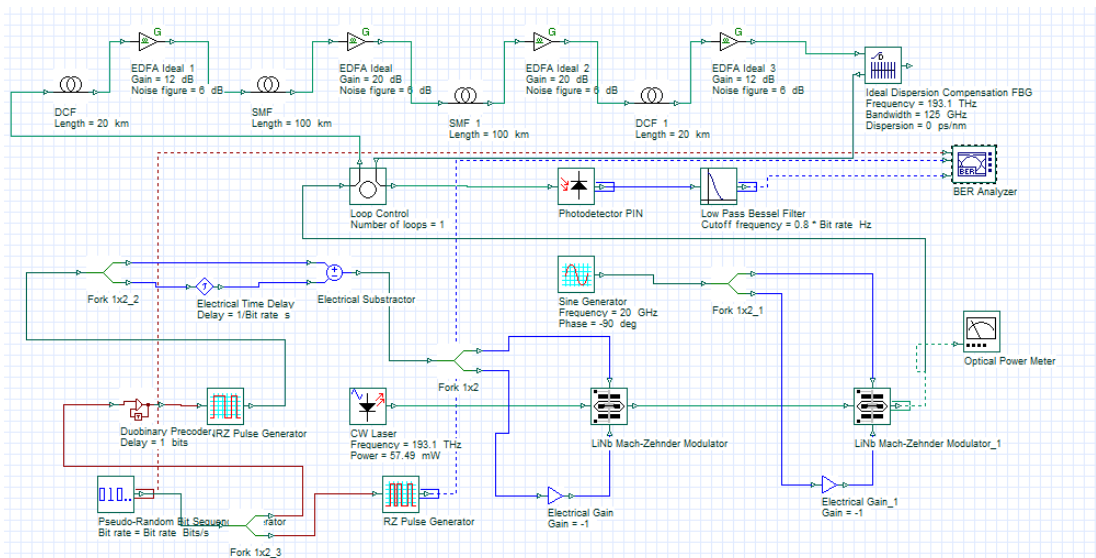 G
G
G
G
EDFA Ideal 1
Gain = 12 dB
Noise figure = 6 dB
EDFA Ideal
Gain = 20 dB
Noise figure = 6 dB
EDFA Ideal 2
Gain = 20 dB
Noise figure = 6 dB
EDFA Ideal 3
Gain = 12 dB
Noise figure = 6 dB
Ideal Dispersion Compensation FBG
Frequency = 193.1 THz
Bandwidth = 125 GHz
Dispersion = 0 ps/nm
DCF
Length = 20 km
SMF
Length = 100 km
SMF_1
Length = 100 km
DCF_1
Length = 20 km
BER
BER Analyzer
Loop Control
Number of loops = 1
Photodetector PIN
Low Pass Bessel Filter
Cutoff frequency = 0.8 * Bit rate Hz
Fork 1x2_2
Electrical Time Delay
Delay = 1/Bit rate s
Electrical Substractor
Sine Generator
Frequency = 20 GHz
Phase = -90 deg
Fork 1x2_1
Optical Power Meter
Fork 1x2
Duobinary Precoder
Delay = 1 bits
RZ Pulse Generator
CW Laser
Frequency = 193.1 THz
Power = 57.49 mW
LiNb Mach-Zehnder Modulator
LiNb Mach-Zehnder Modulator_1
010..
Pseudo-Random Bit Sequen erator
Bit rate = Bit rate Bits/s
RZ Pulse Generator
Electrical Gain
Gain = -1
Electrical Gain_1
Gain = -1
Fork 1x2_3